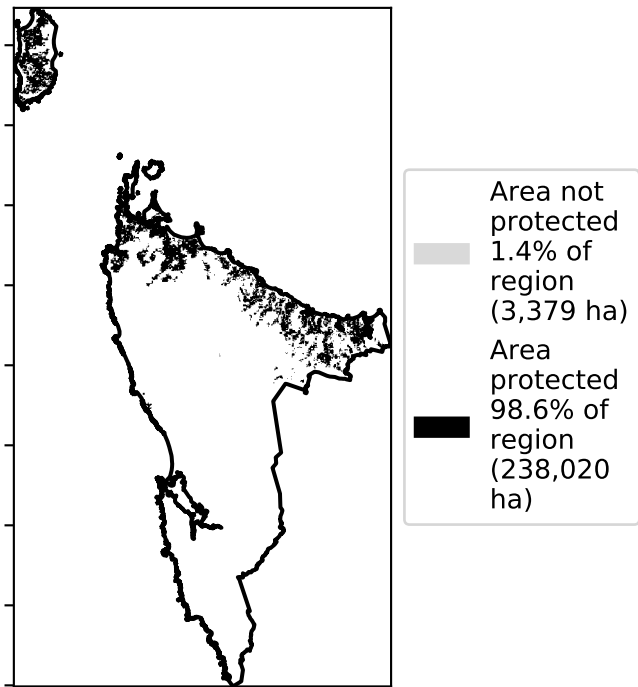 Area not
protected
1.4% of
region
(3,379 ha)
Area
protected
98.6% of
region
(238,020
ha)